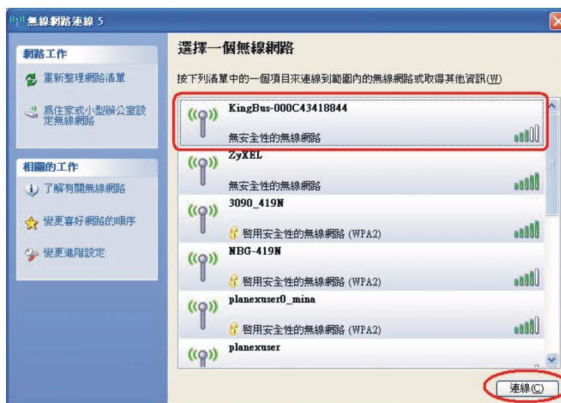 無線網路連線 5
網路工作
重新整理網路清單
為住家或小型辦公室設
定無線網路
相關的工作
了解有關無線網路
變更喜好網路的順序
變更進階設定
選擇一個無線網路
按下列清單中的一個項目來連線到範圍內的無線網路或取得其他資訊(W)
KingBus-000C43418844
無安全性的無線網路
ZyXEL
無安全性的無線網路
3090_419N
啟用安全性的無線網路 (WPA2)
NBG-419N
啟用安全性的無線網路 (WPA2)
planexuser0_mina
啟用安全性的無線網路 (WPA2)
planexuser
連線(C)